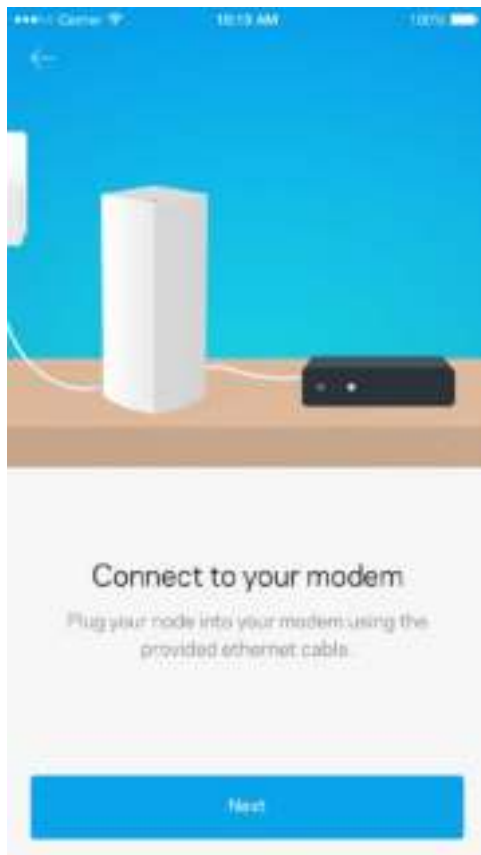 Carrier 10:13 AM 100%
Connect to your modem
Plug your node into your modem using the
provided ethernet cable.
Next